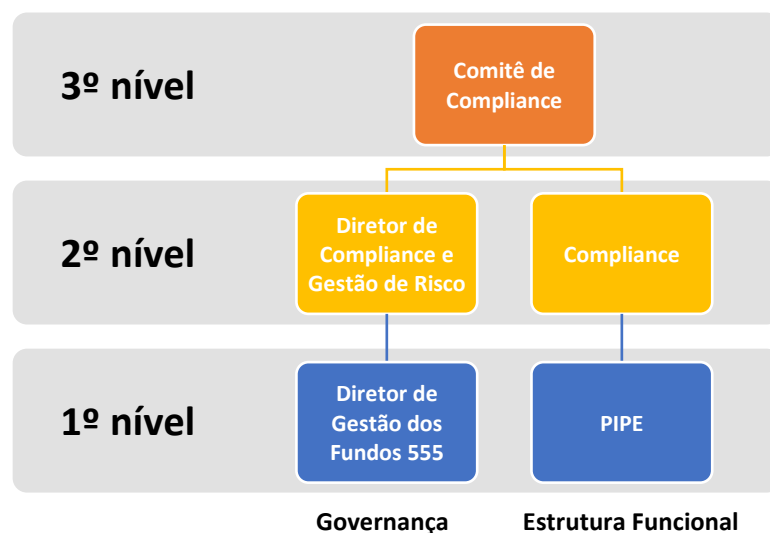 3º nível
Comitê de
Compliance
2º nível
Diretor de
Compliance e
Gestão de Risco
Compliance
1º nível
Diretor de
Gestão dos
Fundos 555
PIPE
Governança
Estrutura Funcional